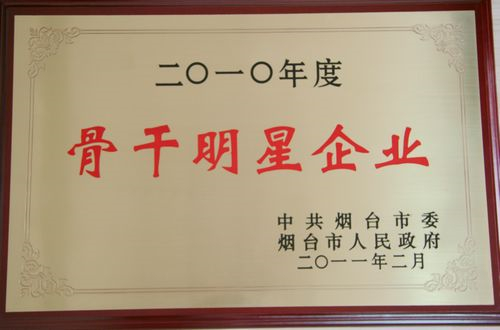 二〇一〇年度
骨干明星企业
中共烟台市委
烟台市人民政府
二〇一一年二月